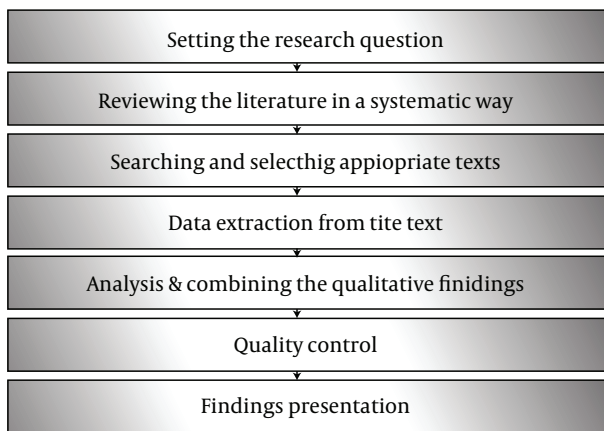 Setting the research question
Reviewing the literature in a systematic way
Searching and selecthig appiopriate texts
Data extraction from tite text
Analysis & combining the qualitative finidings
Quality control
Findings presentation